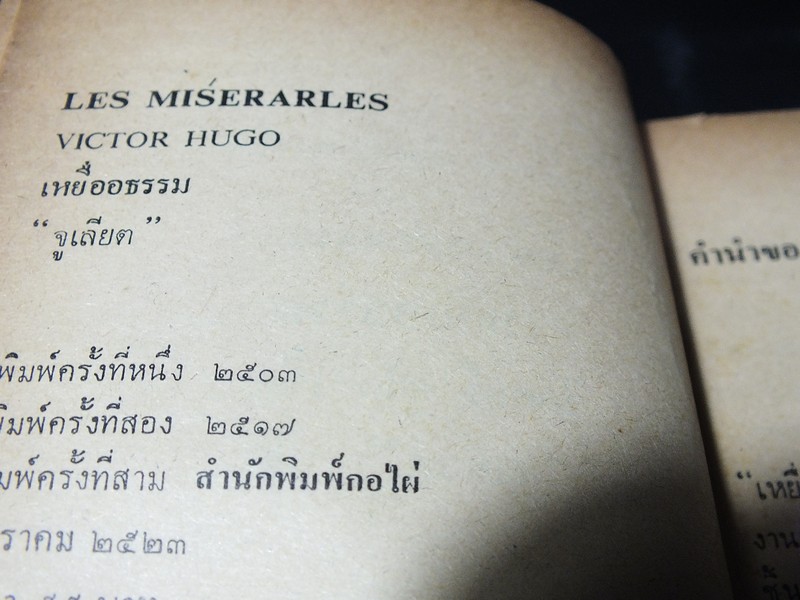 LES MIŚERARLES
VICTOR HUGO
เหยื่ออธรรม
“ จูเลียต ”
พิมพ์ครั้งที่หนึ่ง ๒๕๐๓
พิมพ์ครั้งที่สอง ๒๕๑๗
มพ์ครั้งที่สาม สำนักพิมพ์กอไผ่
ราคม ๒๕๒๓
คำนำขอ
“เหยื่
งาน
ชั้น